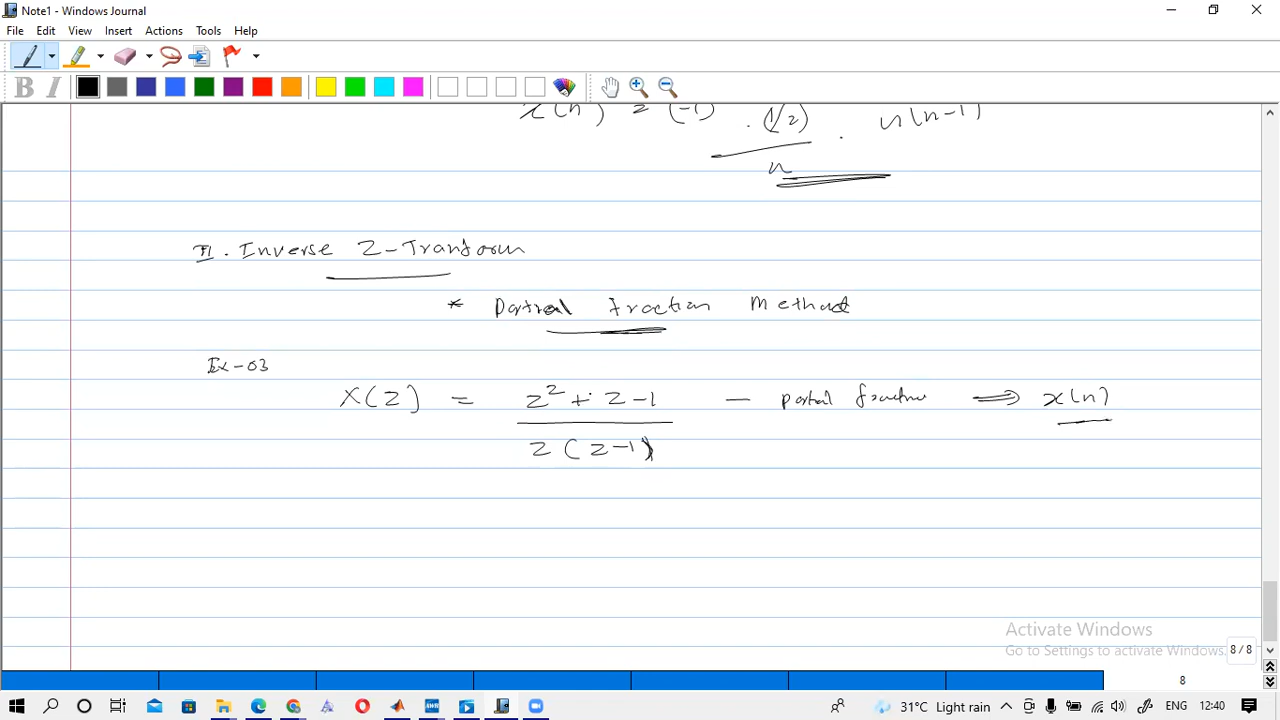 Note1 - Windows Journal
File Edit View Insert Actions Tools Help
B I
x(n) = (-1) . (1/2) . u(n-1)
n
II. Inverse Z-Transform
* Partial fraction Method
Ex-03
X(Z) = z² + z - 1 — partial fraction ⟹ x(n)
z (z-1)
Activate Windows
Go to Settings to activate Windows.
8 / 8
8
31°C Light rain ENG 12:40